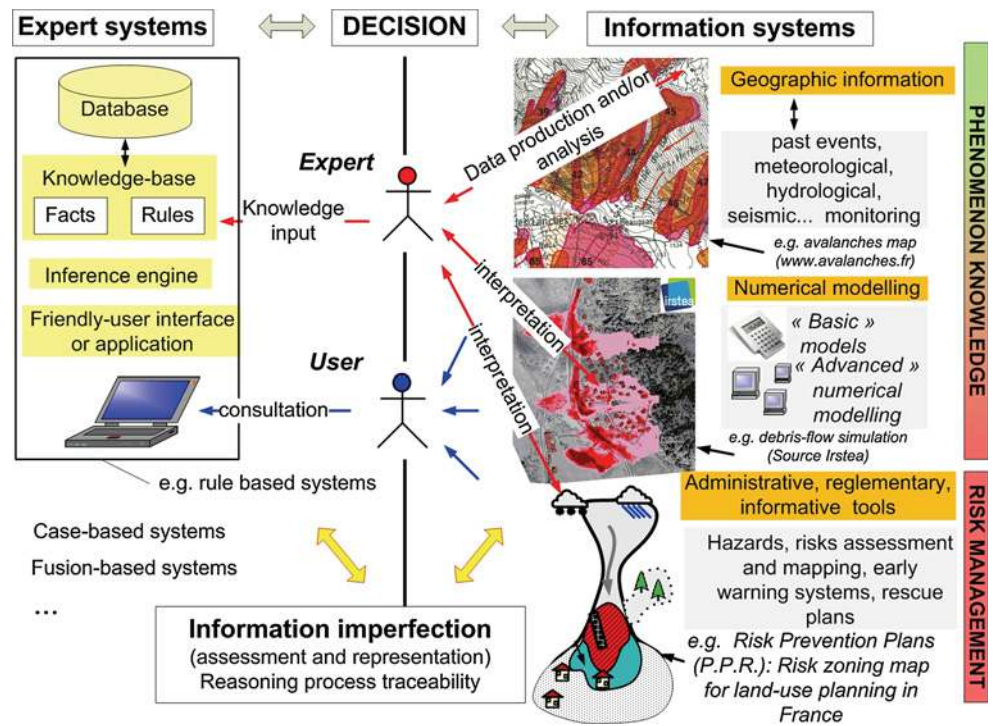 Expert systems
DECISION
Information systems
Database
Knowledge-base
Facts
Rules
Inference engine
Friendly-user interface
or application
e.g. rule based systems
Case-based systems
Fusion-based systems
...
Expert
Knowledge
input
User
consultation
Data production and/or
analysis
interpretation
interpretation
irstea
Information imperfection
(assessment and representation)
Reasoning process traceability
Geographic information
past events,
meteorological,
hydrological,
seismic... monitoring
e.g. avalanches map
(www.avalanches.fr)
Numerical modelling
« Basic »
models
« Advanced »
numerical
modelling
e.g. debris-flow simulation
(Source Irstea)
Administrative, reglementary,
informative tools
Hazards, risks assessment
and mapping, early
warning systems, rescue
plans
e.g. Risk Prevention Plans
(P.P.R.): Risk zoning map
for land-use planning in
France
PHENOMENON KNOWLEDGE
RISK MANAGEMENT